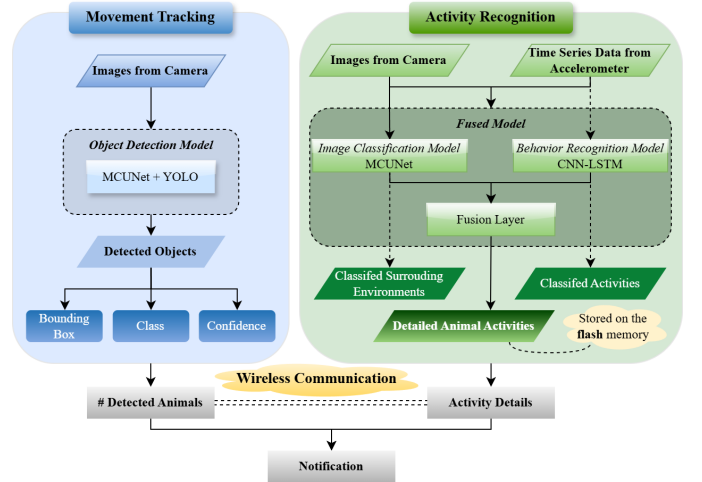 Movement Tracking
Images from Camera
Object Detection Model
MCUNet + YOLO
Detected Objects
Bounding
Box
Class
Confidence
Activity Recognition
Images from Camera
Time Series Data from
Accelerometer
Fused Model
Image Classification Model
MCUNet
Behavior Recognition Model
CNN-LSTM
Fusion Layer
Classifed Surrouding
Environments
Classifed Activities
Detailed Animal Activities
Stored on the
flash memory
Wireless Communication
# Detected Animals
Activity Details
Notification